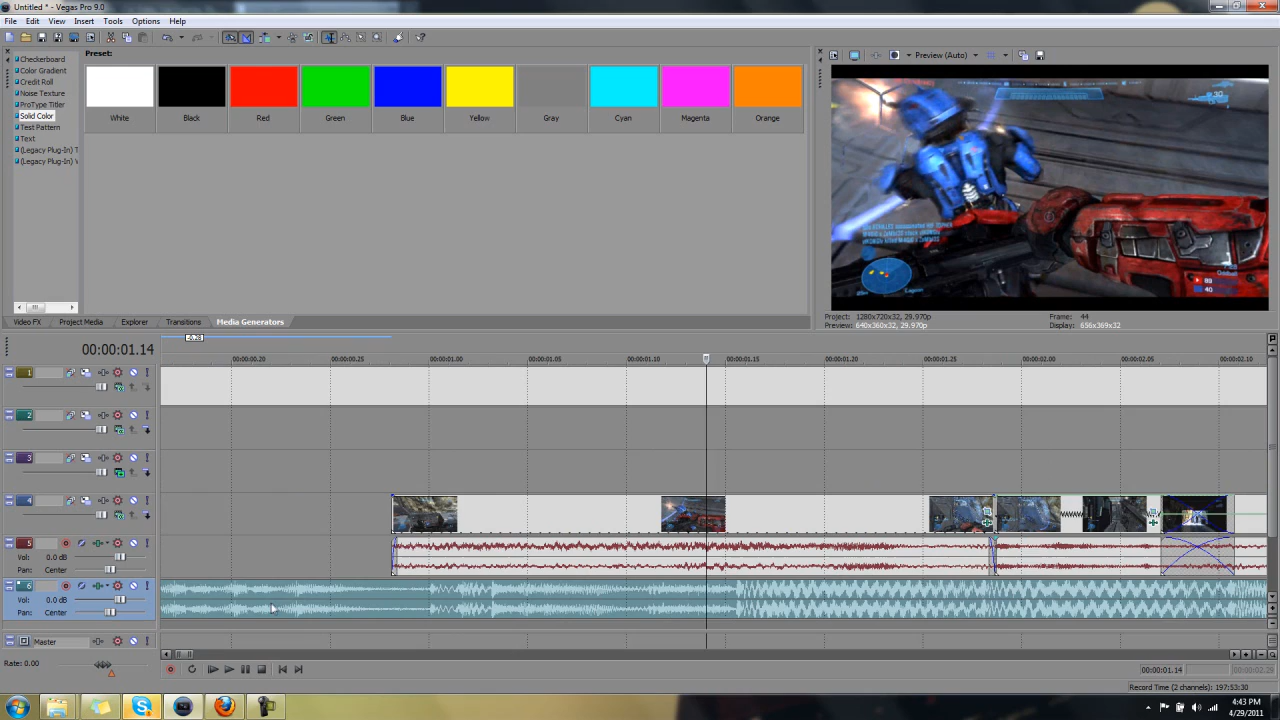 Untitled * - Vegas Pro 9.0
File Edit View Insert Tools Options Help
Checkerboard
Color Gradient
Credit Roll
Noise Texture
ProType Titler
Solid Color
Test Pattern
Text
(Legacy Plug-In) T
(Legacy Plug-In) V
Preset:
White Black Red Green Blue Yellow Gray Cyan Magenta Orange
Preview (Auto)
Project: 1280x720x32, 29.970p
Preview: 640x360x32, 29.970p
Frame: 44
Display: 656x369x32
Video FX Project Media Explorer Transitions Media Generators
-0.28
00:00:01.14
00:00:00.20 00:00:00.25 00:00:01.00 00:00:01.05 00:00:01.10 00:00:01.15 00:00:01.20 00:00:01.25 00:00:02.00 00:00:02.05 00:00:02.10
1
2
3
4
5
Vol: 0.0 dB
Pan: Center
6
Vol: 0.0 dB
Pan: Center
Master
Rate: 0.00
00:00:01.14 00:00:02.29
Record Time (2 channels): 197:53:30
4:43 PM
4/29/2011